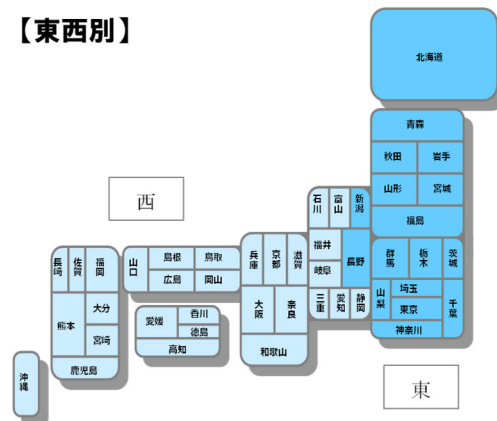 【東西別】
北海道
青森
秋田 岩手
山形 宮城
福島
西
石川 富山 新潟
福井 長野
岐阜
三重 愛知 静岡
群馬 栃木 茨城
山梨 埼玉 千葉
東京
神奈川
兵庫 京都 滋賀
大阪 奈良
和歌山
山口 島根 鳥取
広島 岡山
愛媛 香川
徳島
高知
長崎 佐賀 福岡
熊本 大分
宮崎
鹿児島
沖縄
東